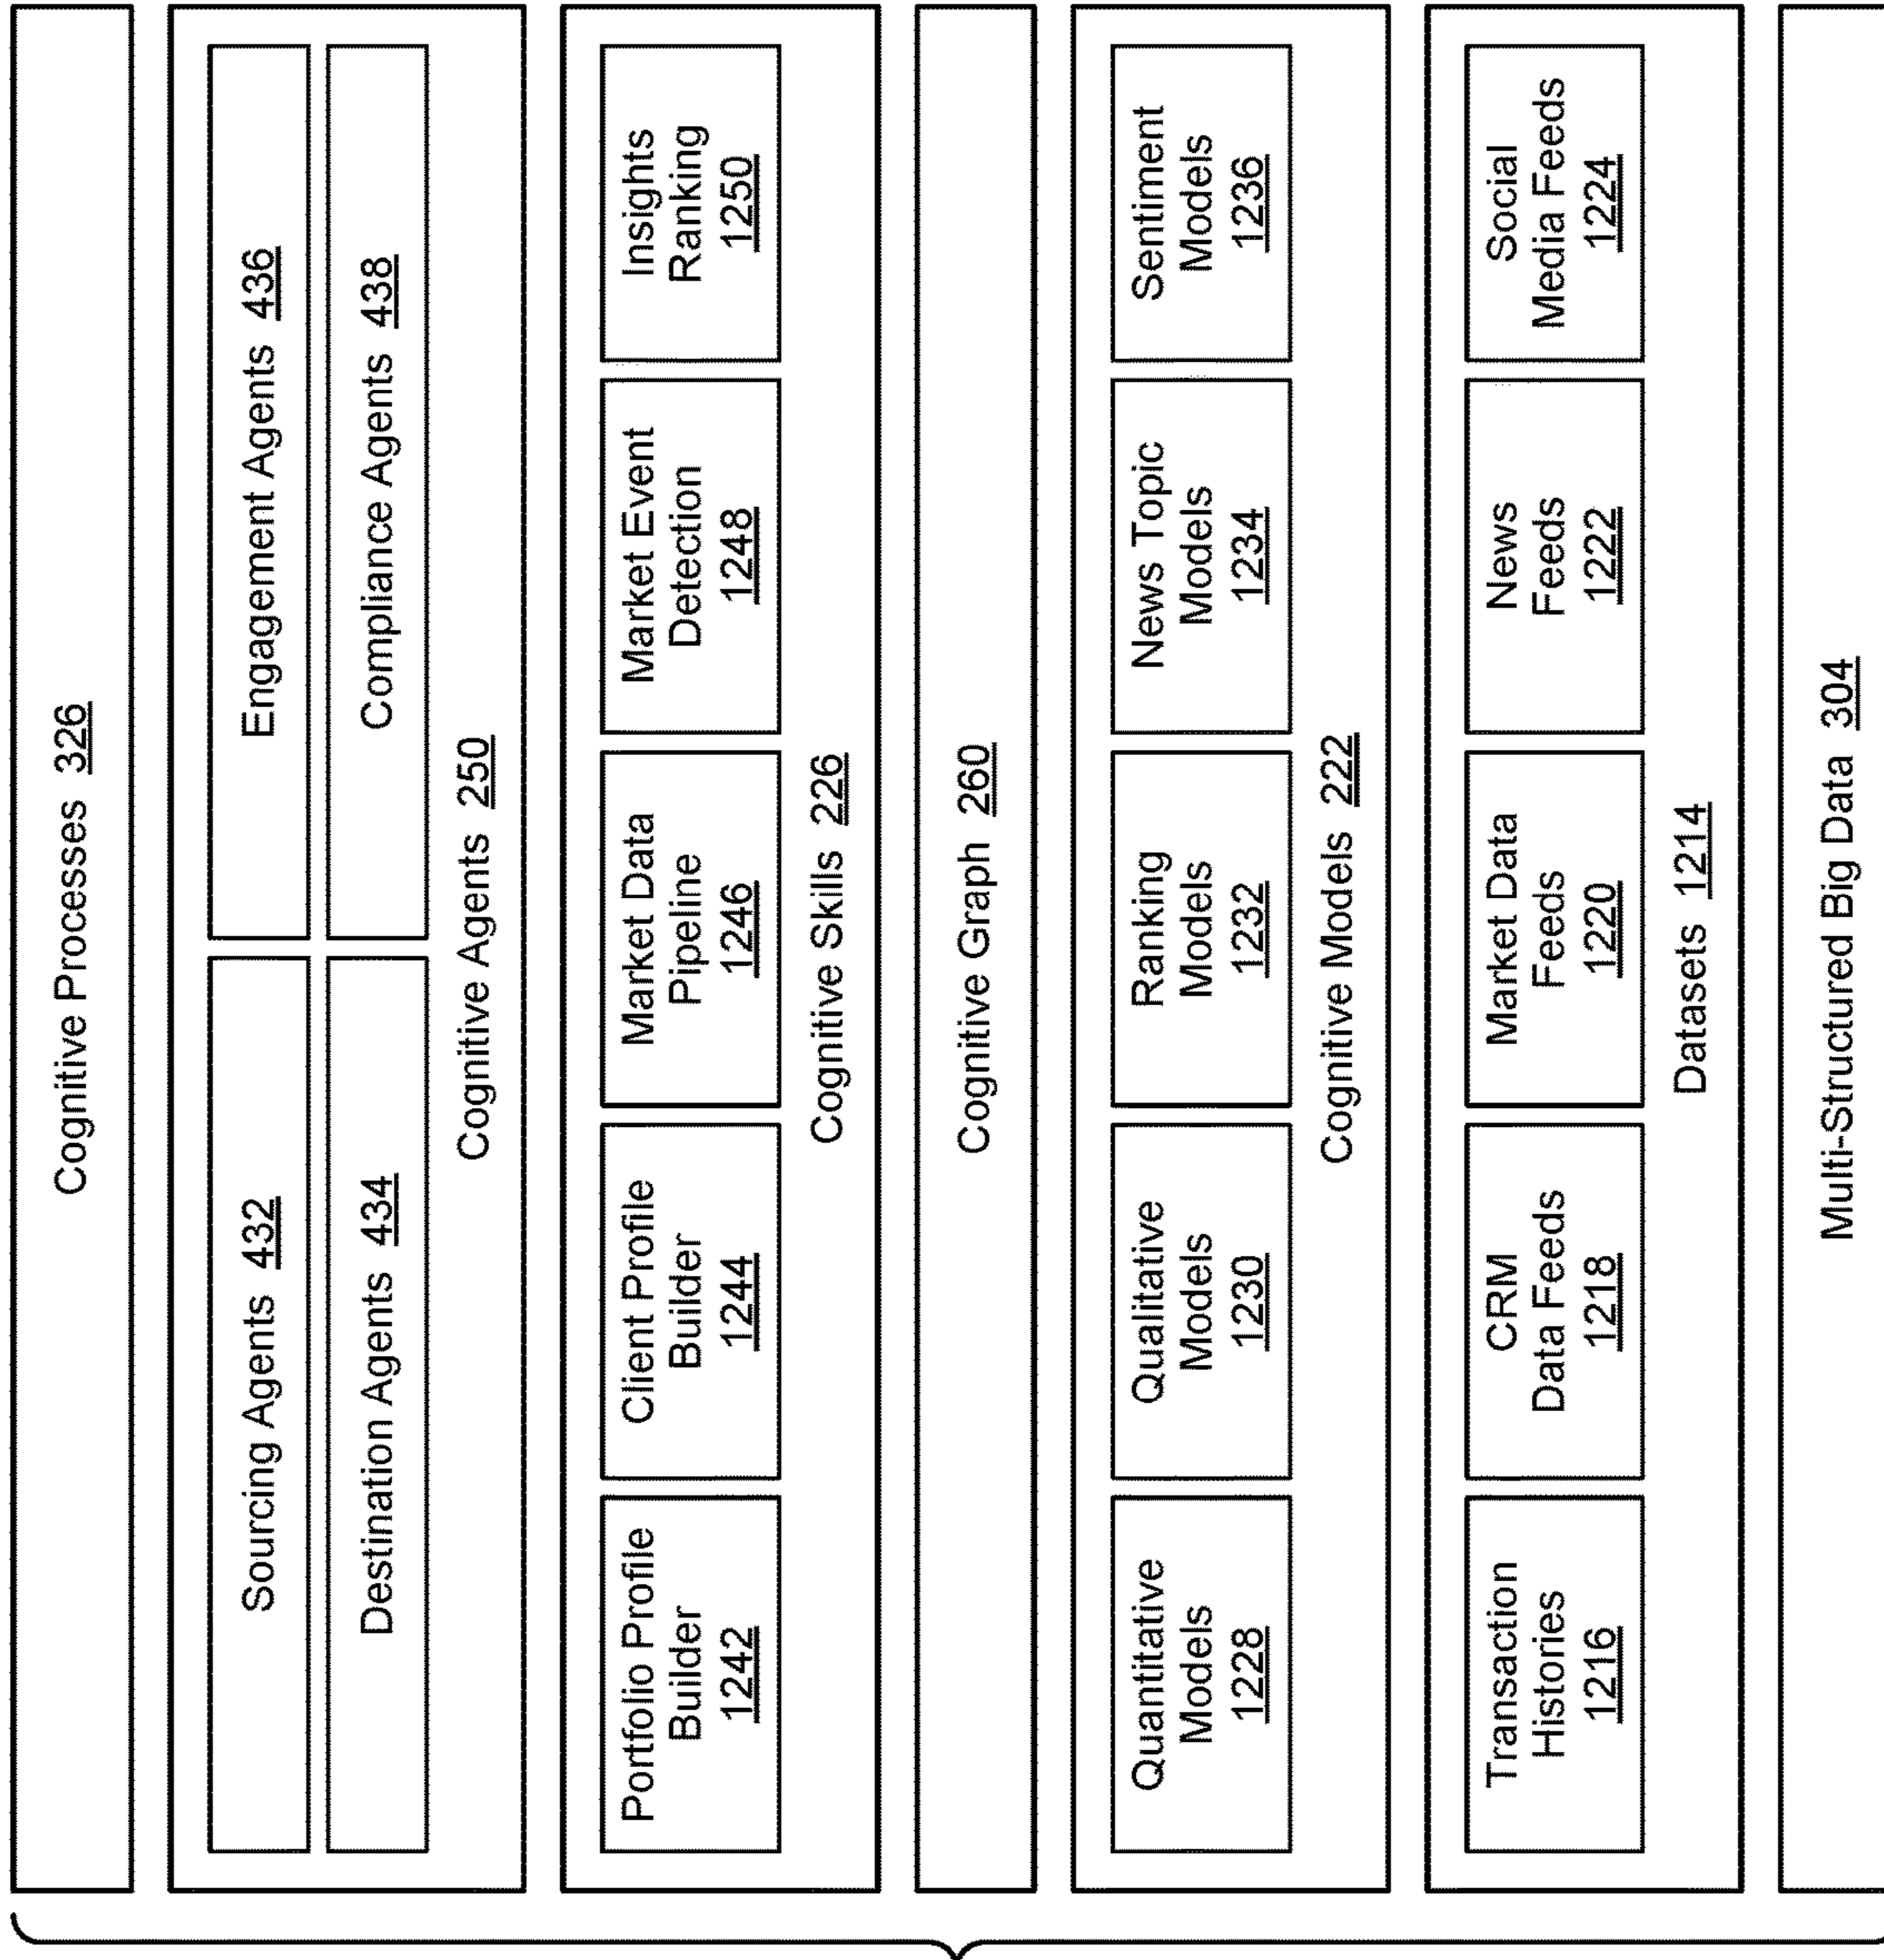 Cognitive Processes 326
Sourcing Agents 432
Engagement Agents 436
Destination Agents 434
Compliance Agents 438
Cognitive Agents 250
Portfolio Profile
Builder
1242
Client Profile
Builder
1244
Market Data
Pipeline
1246
Market Event
Detection
1248
Insights
Ranking
1250
Cognitive Skills 226
Cognitive Graph 260
Quantitative
Models
1228
Qualitative
Models
1230
Ranking
Models
1232
News Topic
Models
1234
Sentiment
Models
1236
Cognitive Models 222
Transaction
Histories
1216
CRM
Data Feeds
1218
Market Data
Feeds
1220
News
Feeds
1222
Social
Media Feeds
1224
Datasets 1214
Multi-Structured Big Data 304